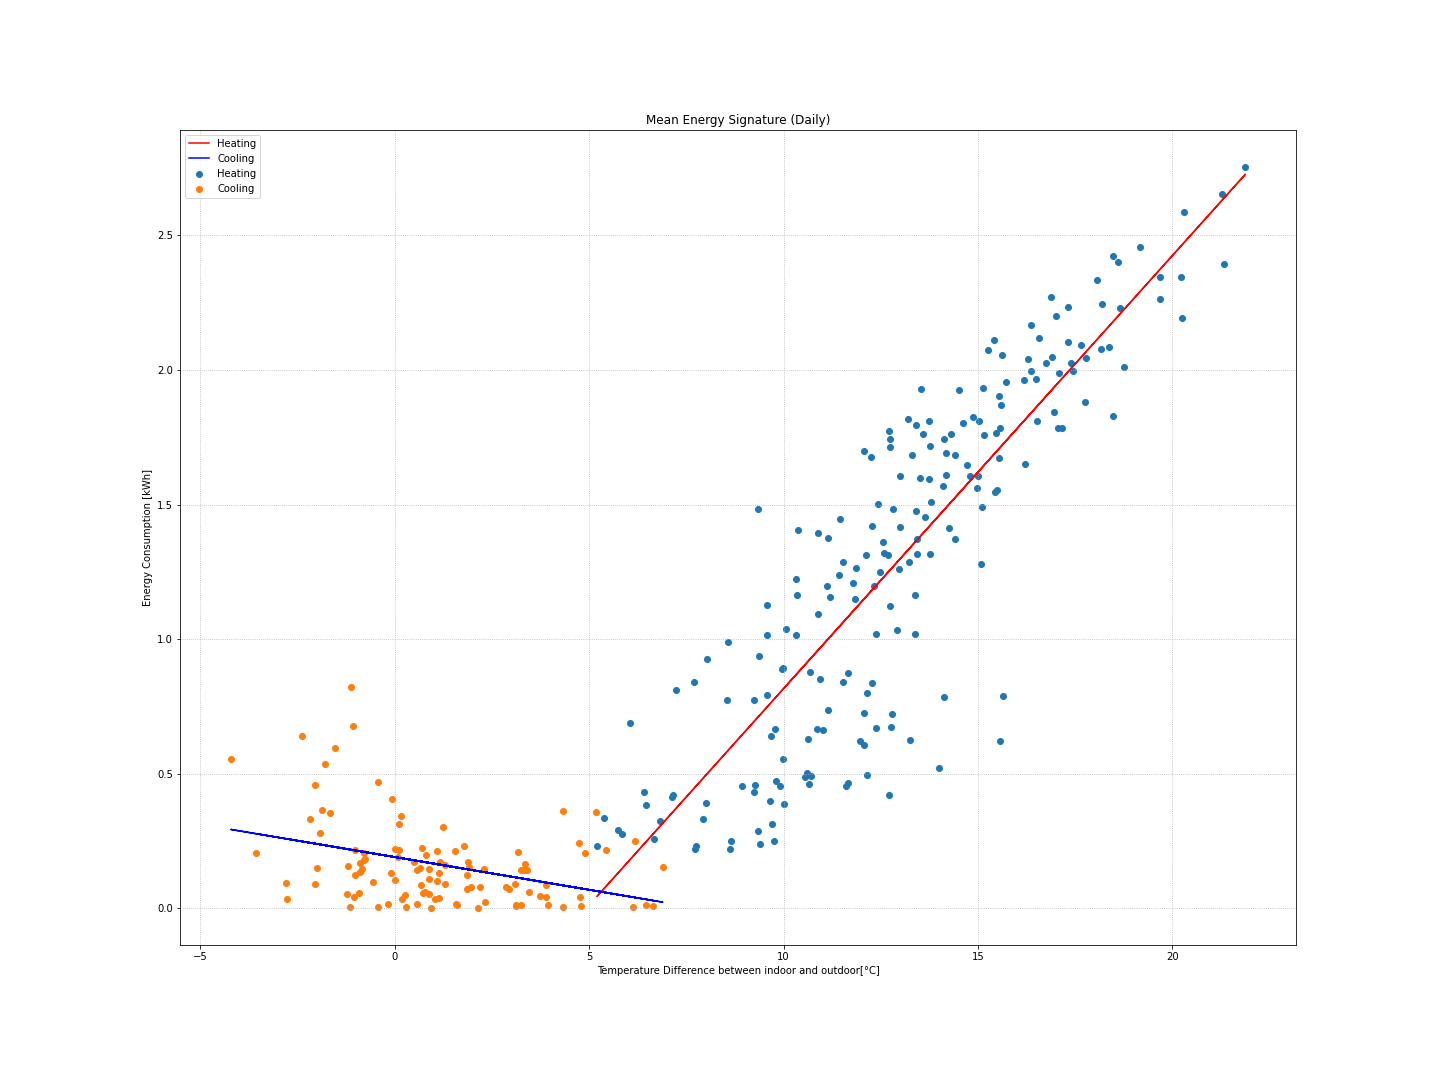 Mean Energy Signature (Daily)
Heating
Cooling
Heating
Cooling
2.5
2.0
1.5
1.0
0.5
0.0
Energy Consumption [kWh]
−5
0
5
10
15
20
Temperature Difference between indoor and outdoor[°C]